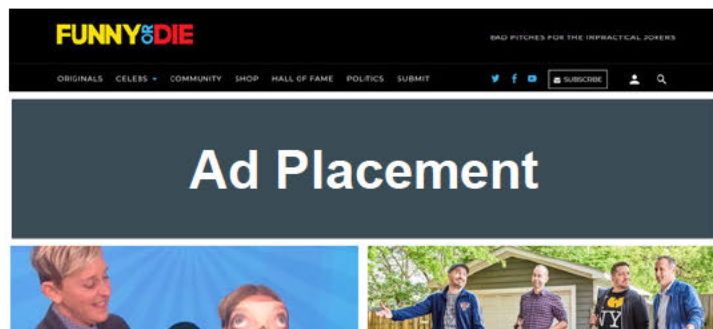 FUNNY OR DIE
BAD PITCHES FOR THE IMPRACTICAL JOKERS
ORIGINALS CELEBS COMMUNITY SHOP HALL OF FAME POLITICS SUBMIT
SUBSCRIBE
Ad Placement
NY